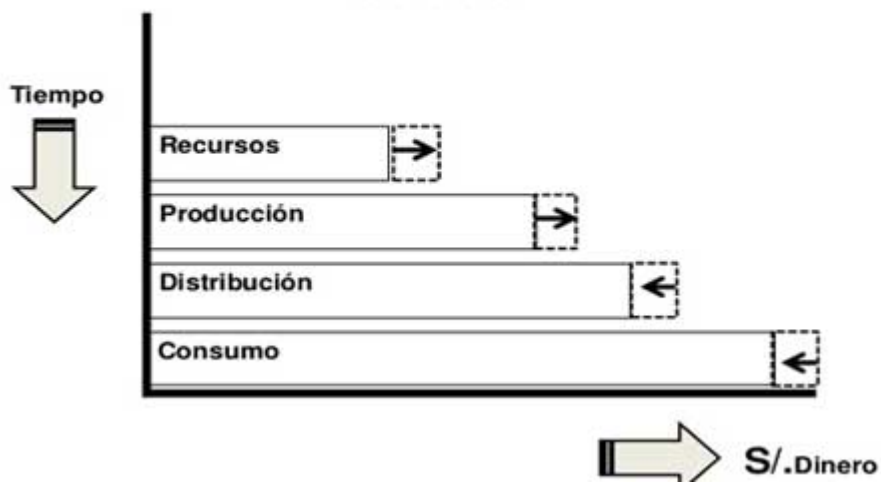 Tiempo
Recursos
Producción
Distribución
Consumo
S/.Dinero